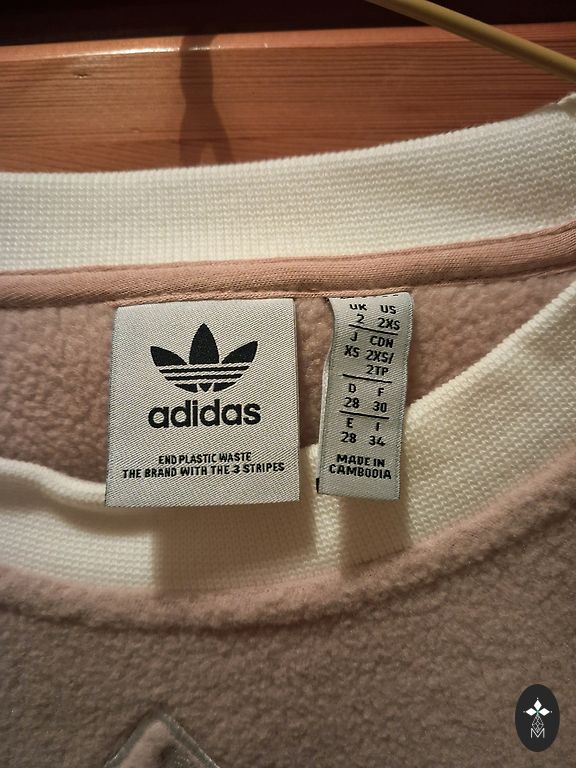 adidas
END PLASTIC WASTE
THE BRAND WITH THE 3 STRIPES
UK US
2 2XS
J CDN
XS 2XS/
2TP
D F
28 30
E I
28 34
MADE IN
CAMBODIA
M